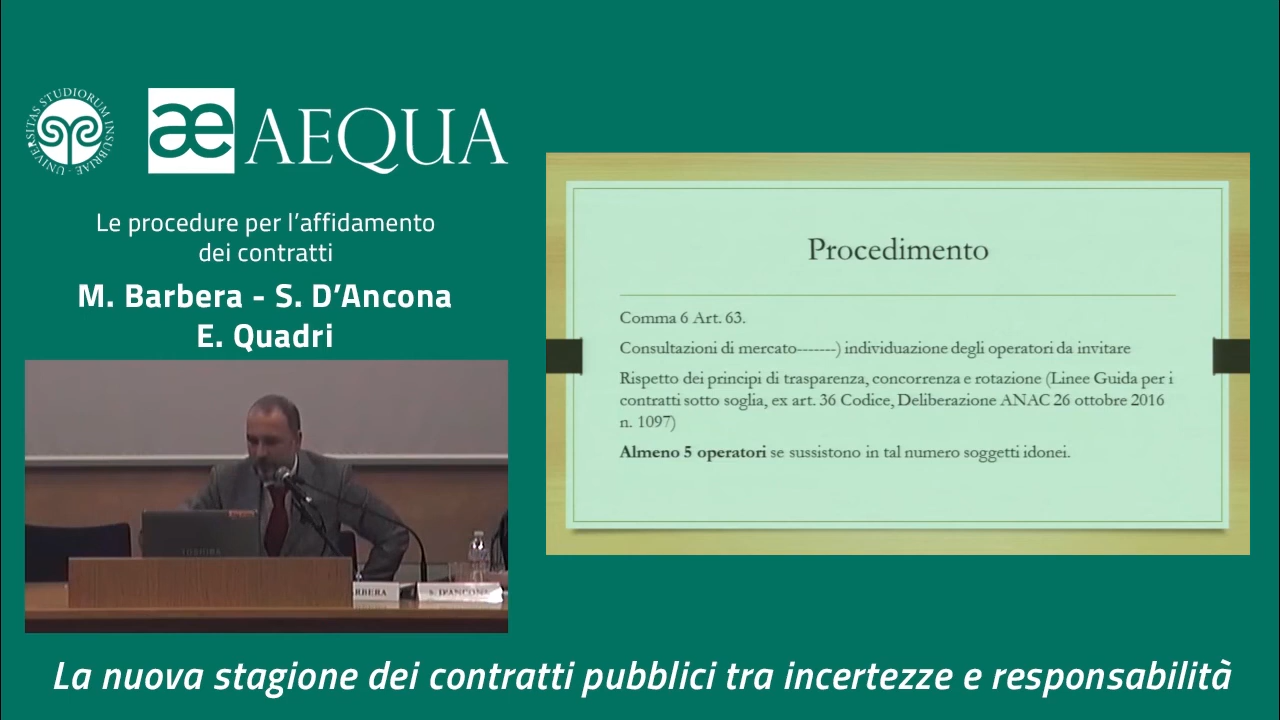 UNIVERSITAS STUDIORUM INSUBRIAE
æ AEQUA
Le procedure per l’affidamento
dei contratti
M. Barbera - S. D’Ancona
E. Quadri
Procedimento
Comma 6 Art. 63.
Consultazioni di mercato-------) individuazione degli operatori da invitare
Rispetto dei principi di trasparenza, concorrenza e rotazione (Linee Guida per i
contratti sotto soglia, ex art. 36 Codice, Deliberazione ANAC 26 ottobre 2016
n. 1097)
Almeno 5 operatori se sussistono in tal numero soggetti idonei.
TOSHIBA
RBERA
S. D'ANCONA
La nuova stagione dei contratti pubblici tra incertezze e responsabilità